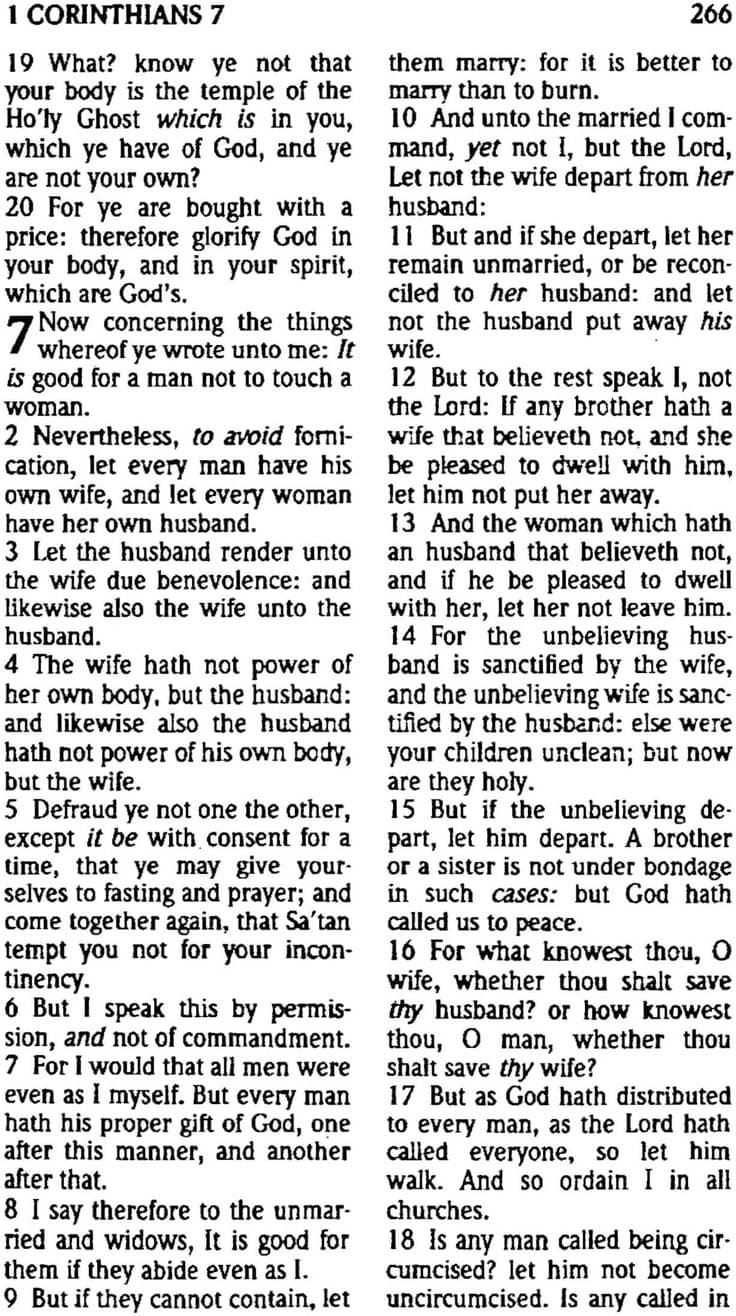 1 CORINTHIANS 7
266
19 What? know ye not that
your body is the temple of the
Ho'ly Ghost which is in you,
which ye have of God, and ye
are not your own?
20 For ye are bought with a
price: therefore glorify God in
your body, and in your spirit,
which are God's.
7 Now concerning the things
whereof ye wrote unto me: It
is good for a man not to touch a
woman.
2 Nevertheless, to avoid forni-
cation, let every man have his
own wife, and let every woman
have her own husband.
3 Let the husband render unto
the wife due benevolence: and
likewise also the wife unto the
husband.
4 The wife hath not power of
her own body, but the husband:
and likewise also the husband
hath not power of his own body,
but the wife.
5 Defraud ye not one the other,
except it be with consent for a
time, that ye may give your-
selves to fasting and prayer; and
come together again, that Sa'tan
tempt you not for your incon-
tinency.
6 But I speak this by permis-
sion, and not of commandment.
7 For I would that all men were
even as I myself. But every man
hath his proper gift of God, one
after this manner, and another
after that.
8 I say therefore to the unmar-
ried and widows, It is good for
them if they abide even as I.
9 But if they cannot contain, let
them marry: for it is better to
marry than to burn.
10 And unto the married I com-
mand, yet not I, but the Lord,
Let not the wife depart from her
husband:
11 But and if she depart, let her
remain unmarried, or be recon-
ciled to her husband: and let
not the husband put away his
wife.
12 But to the rest speak I, not
the Lord: If any brother hath a
wife that believeth not, and she
be pleased to dwell with him,
let him not put her away.
13 And the woman which hath
an husband that believeth not,
and if he be pleased to dwell
with her, let her not leave him.
14 For the unbelieving hus-
band is sanctified by the wife,
and the unbelieving wife is sanc-
tified by the husband: else were
your children unclean; but now
are they holy.
15 But if the unbelieving de-
part, let him depart. A brother
or a sister is not under bondage
in such cases: but God hath
called us to peace.
16 For what knowest thou, O
wife, whether thou shalt save
thy husband? or how knowest
thou, O man, whether thou
shalt save thy wife?
17 But as God hath distributed
to every man, as the Lord hath
called everyone, so let him
walk. And so ordain I in all
churches.
18 Is any man called being cir-
cumcised? let him not become
uncircumcised. Is any called in